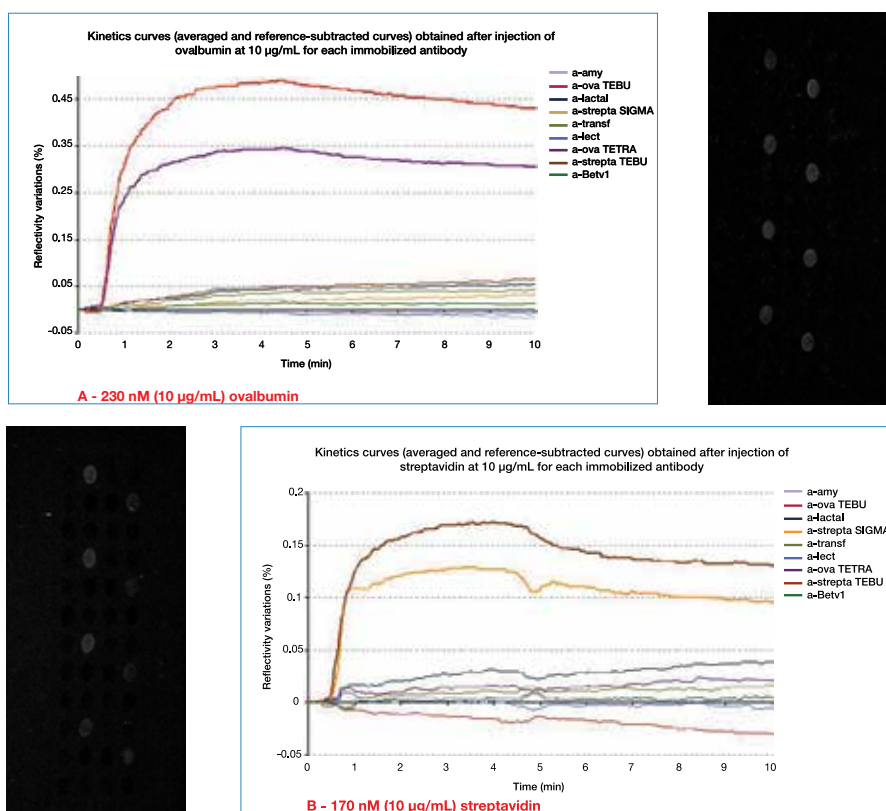 Kinetics curves (averaged and reference-subtracted curves) obtained after injection of
ovalbumin at 10 µg/mL for each immobilized antibody
Reflectivity variations (%)
0.45
0.35
0.25
0.15
0.05
-0.05
0 1 2 3 4 5 6 7 8 9 10
Time (min)
a-amy
a-ova TEBU
a-lactal
a-strepta SIGMA
a-transf
a-lect
a-ova TETRA
a-strepta TEBU
a-Betv1
A - 230 nM (10 µg/mL) ovalbumin
Kinetics curves (averaged and reference-subtracted curves) obtained after injection of
streptavidin at 10 µg/mL for each immobilized antibody
Reflectivity variations (%)
0.2
0.15
0.1
0.05
0
-0.05
0 1 2 3 4 5 6 7 8 9 10
Time (min)
a-amy
a-ova TEBU
a-lactal
a-strepta SIGMA
a-transf
a-lect
a-ova TETRA
a-strepta TEBU
a-Betv1
B - 170 nM (10 µg/mL) streptavidin